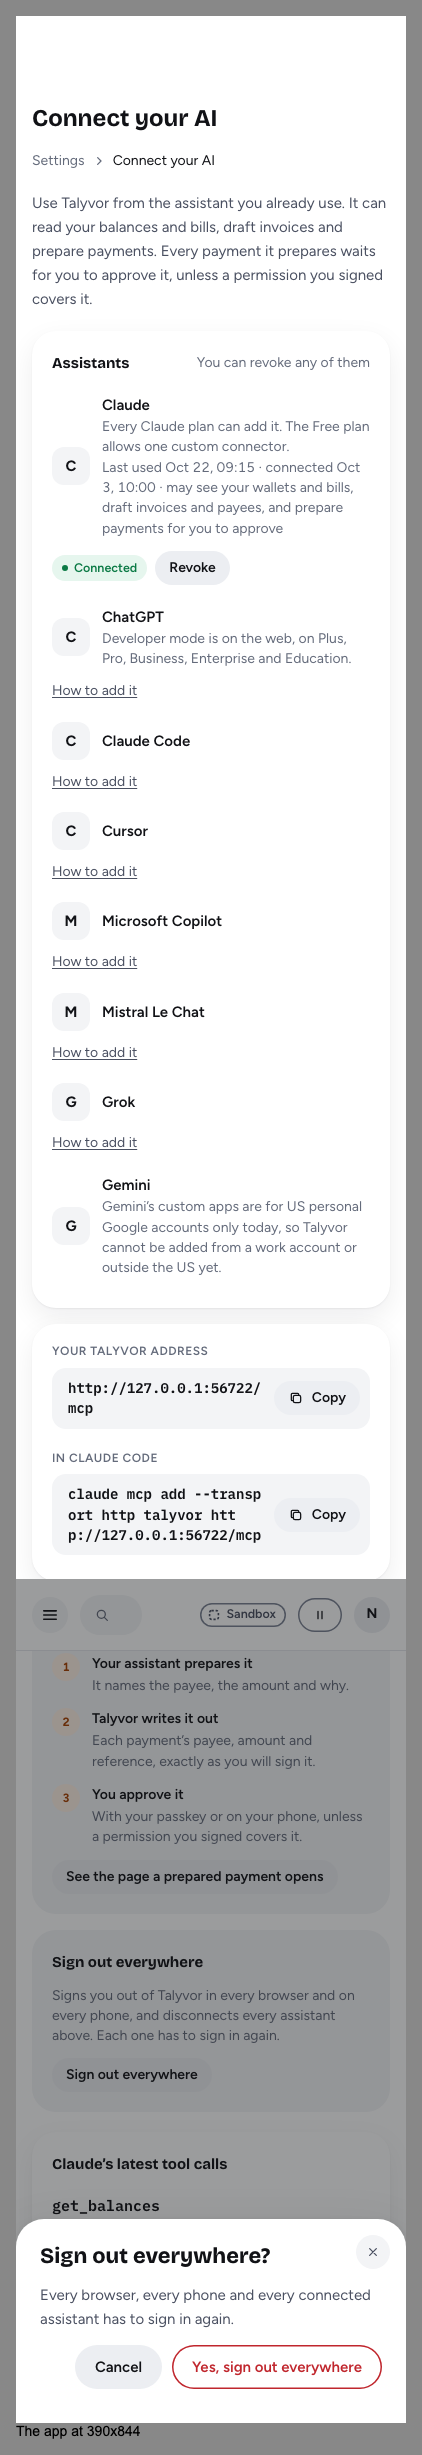 Connect your AI
Settings > Connect your AI
Use Talyvor from the assistant you already use. It can
read your balances and bills, draft invoices and
prepare payments. Every payment it prepares waits
for you to approve it, unless a permission you signed
covers it.
Assistants
You can revoke any of them
Claude
Every Claude plan can add it. The Free plan
allows one custom connector.
C
Last used Oct 22, 09:15 · connected Oct
3, 10:00 · may see your wallets and bills,
draft invoices and payees, and prepare
payments for you to approve
Connected
Revoke
ChatGPT
C
Developer mode is on the web, on Plus,
Pro, Business, Enterprise and Education.
How to add it
C
Claude Code
How to add it
C
Cursor
How to add it
M
Microsoft Copilot
How to add it
M
Mistral Le Chat
How to add it
G
Grok
How to add it
Gemini
Gemini’s custom apps are for US personal
G
Google accounts only today, so Talyvor
cannot be added from a work account or
outside the US yet.
YOUR TALYVOR ADDRESS
http://127.0.0.1:56722/
mcp
Copy
IN CLAUDE CODE
claude mcp add --transp
ort http talyvor htt
p://127.0.0.1:56722/mcp
Copy
Sandbox
N
1
Your assistant prepares it
It names the payee, the amount and why.
2
Talyvor writes it out
Each payment’s payee, amount and
reference, exactly as you will sign it.
3
You approve it
With your passkey or on your phone, unless
a permission you signed covers it.
See the page a prepared payment opens
Sign out everywhere
Signs you out of Talyvor in every browser and on
every phone, and disconnects every assistant
above. Each one has to sign in again.
Sign out everywhere
Claude’s latest tool calls
get_balances
Sign out everywhere?
Every browser, every phone and every connected
assistant has to sign in again.
Cancel
Yes, sign out everywhere
The app at 390x844